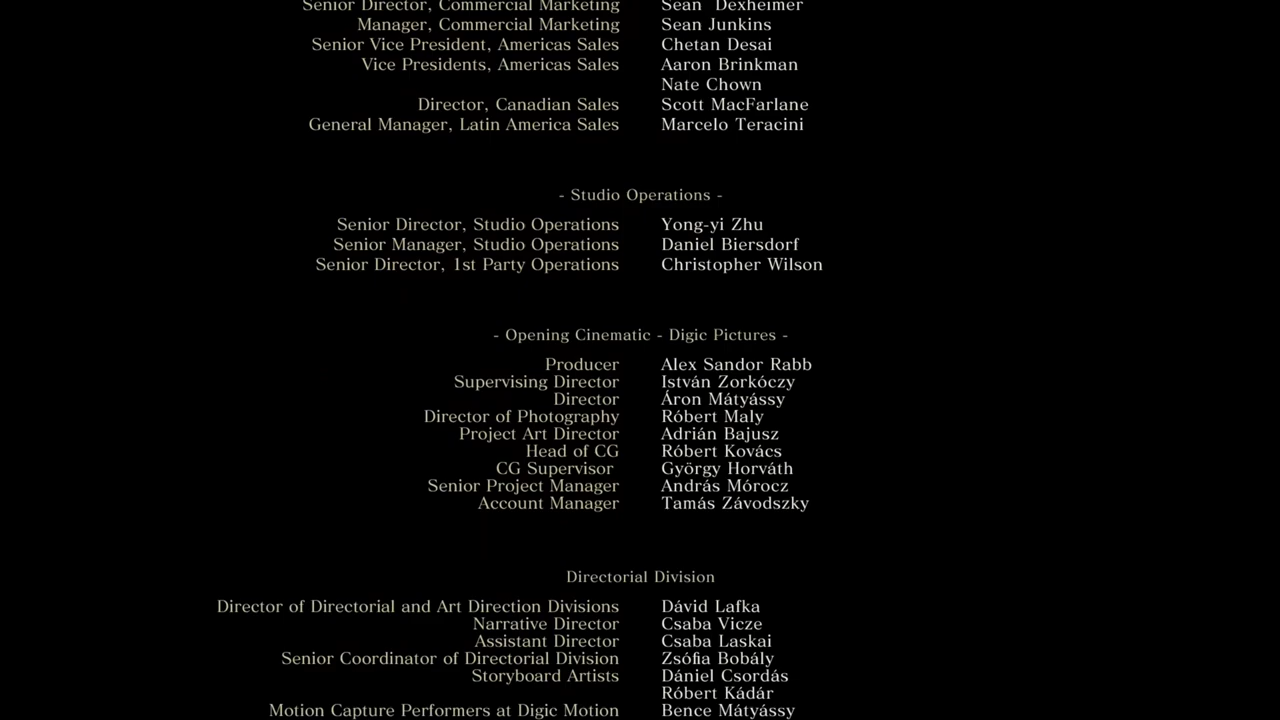 Senior Director, Commercial Marketing Sean Dexheimer
Manager, Commercial Marketing Sean Junkins
Senior Vice President, Americas Sales Chetan Desai
Vice Presidents, Americas Sales Aaron Brinkman
Nate Chown
Director, Canadian Sales Scott MacFarlane
General Manager, Latin America Sales Marcelo Teracini
- Studio Operations -
Senior Director, Studio Operations Yong-yi Zhu
Senior Manager, Studio Operations Daniel Biersdorf
Senior Director, 1st Party Operations Christopher Wilson
- Opening Cinematic - Digic Pictures -
Producer Alex Sandor Rabb
Supervising Director István Zorkóczy
Director Áron Mátyássy
Director of Photography Róbert Maly
Project Art Director Adrián Bajusz
Head of CG Róbert Kovács
CG Supervisor György Horváth
Senior Project Manager András Mórocz
Account Manager Tamás Závodszky
Directorial Division
Director of Directorial and Art Direction Divisions Dávid Lafka
Narrative Director Csaba Vicze
Assistant Director Csaba Laskai
Senior Coordinator of Directorial Division Zsófia Bobály
Storyboard Artists Dániel Csordás
Róbert Kádár
Motion Capture Performers at Digic Motion Bence Mátyássy